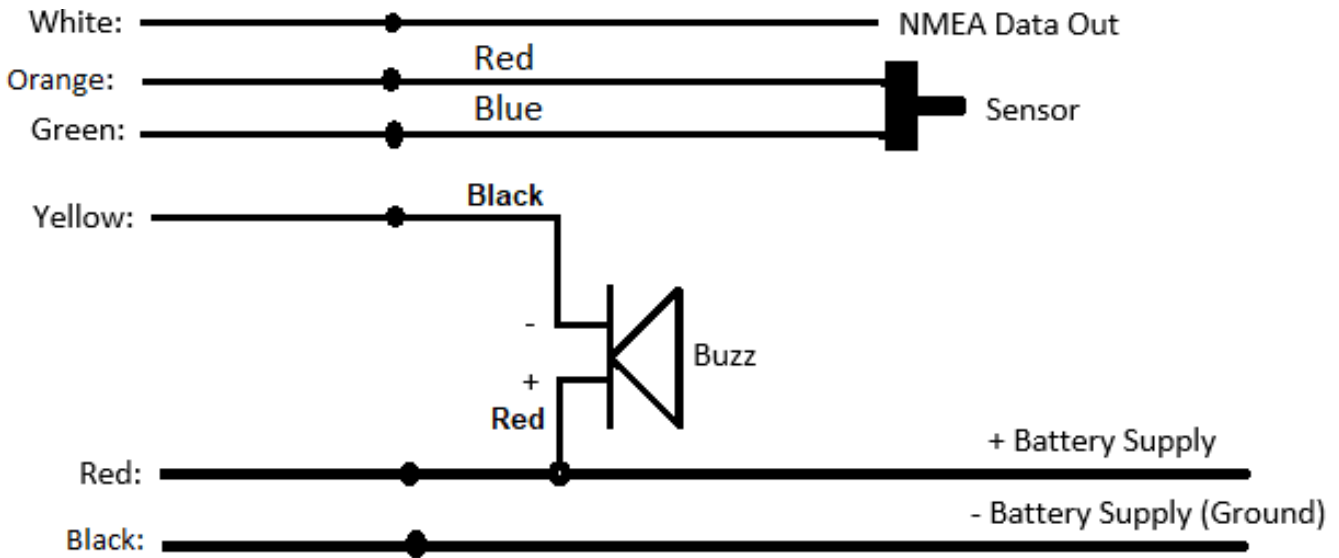 White:
NMEA Data Out
Red
Orange:
Blue
Sensor
Green:
Black
Yellow:
-
Buzz
+
Red
+ Battery Supply
Red:
- Battery Supply (Ground)
Black: